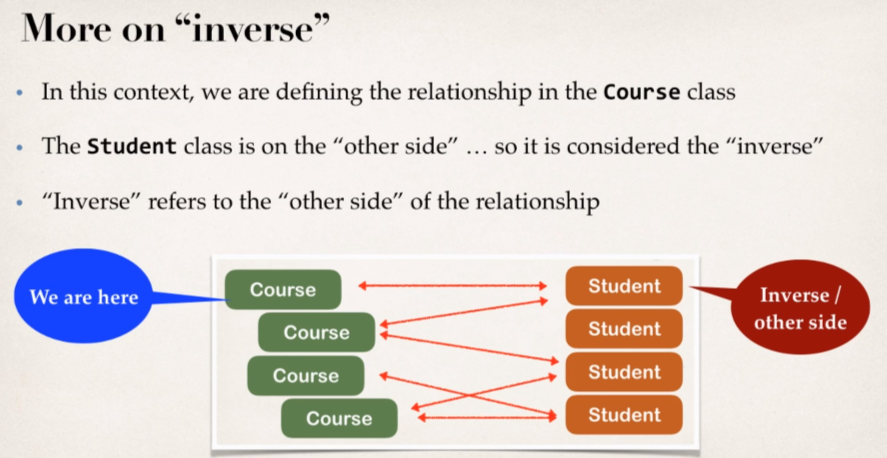 More on “inverse”
• In this context, we are defining the relationship in the Course class
• The Student class is on the “other side” … so it is considered the “inverse”
• “Inverse” refers to the “other side” of the relationship
We are here
Course
Student
Inverse /
other side
Course
Student
Course
Student
Course
Student